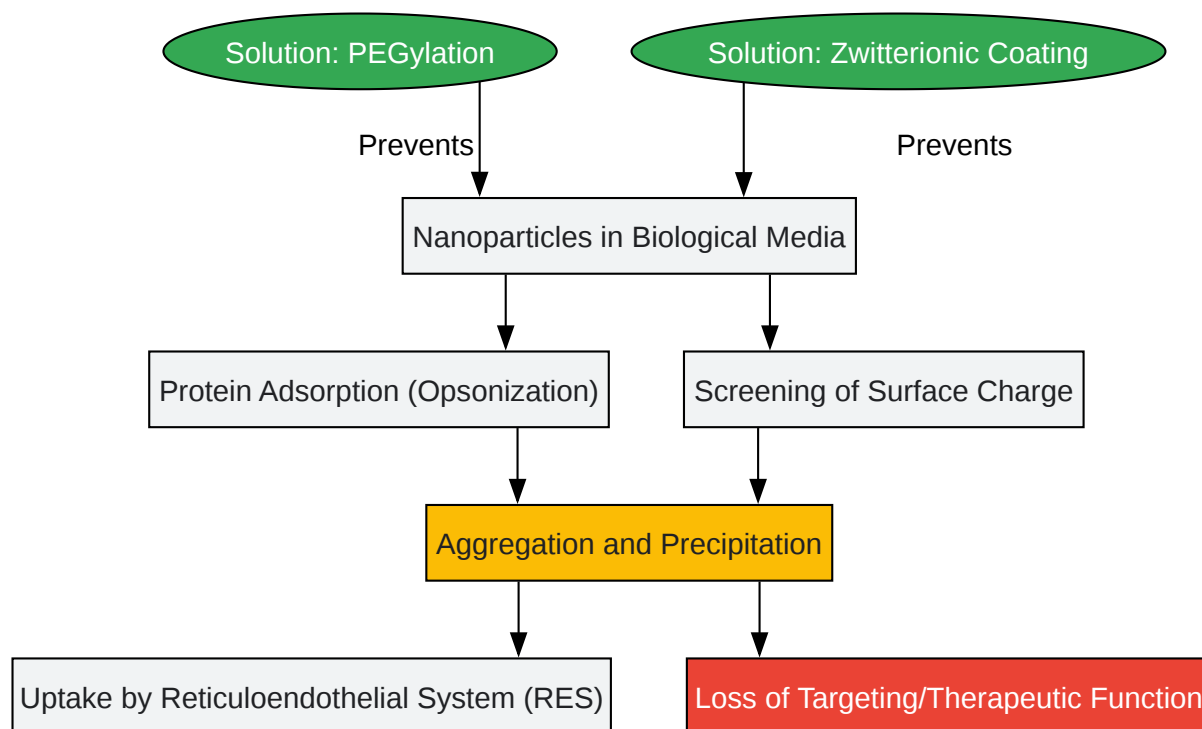 Solution: PEGylation
Solution: Zwitterionic Coating
Prevents
Prevents
Nanoparticles in Biological Media
Protein Adsorption (Opsonization)
Screening of Surface Charge
Aggregation and Precipitation
Uptake by Reticuloendothelial System (RES)
Loss of Targeting/Therapeutic Function